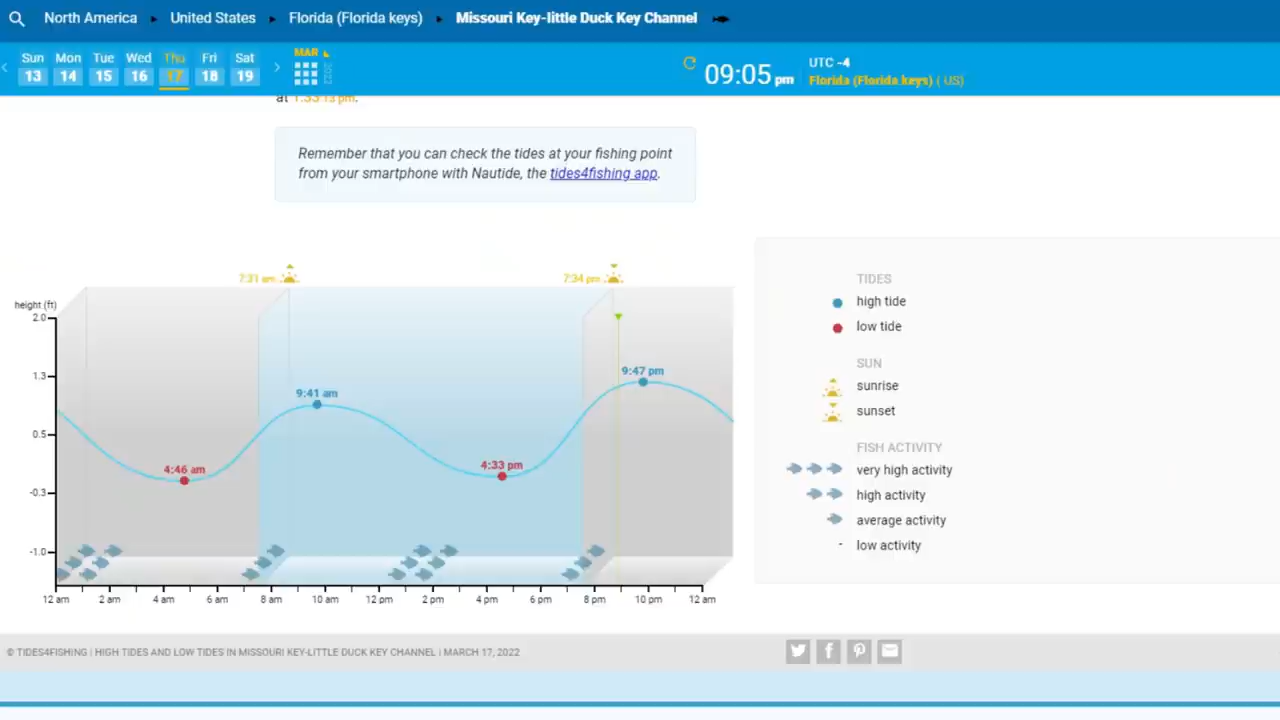 North America United States Florida (Florida keys) Missouri Key-little Duck Key Channel
Sun Mon Tue Wed Thu Fri Sat
13 14 15 16 17 18 19
MAR
2022
09:05 pm
UTC -4
Florida (Florida keys) ( US)
at 1:33:13 pm.
Remember that you can check the tides at your fishing point
from your smartphone with Nautide, the tides4fishing app.
7:31 am 7:34 pm
height (ft)
2.0
1.3
0.5
-0.3
-1.0
4:46 am
9:41 am
4:33 pm
9:47 pm
12 am 2 am 4 am 6 am 8 am 10 am 12 pm 2 pm 4 pm 6 pm 8 pm 10 pm 12 am
TIDES
high tide
low tide
SUN
sunrise
sunset
FISH ACTIVITY
very high activity
high activity
average activity
low activity
© TIDES4FISHING | HIGH TIDES AND LOW TIDES IN MISSOURI KEY-LITTLE DUCK KEY CHANNEL | MARCH 17, 2022